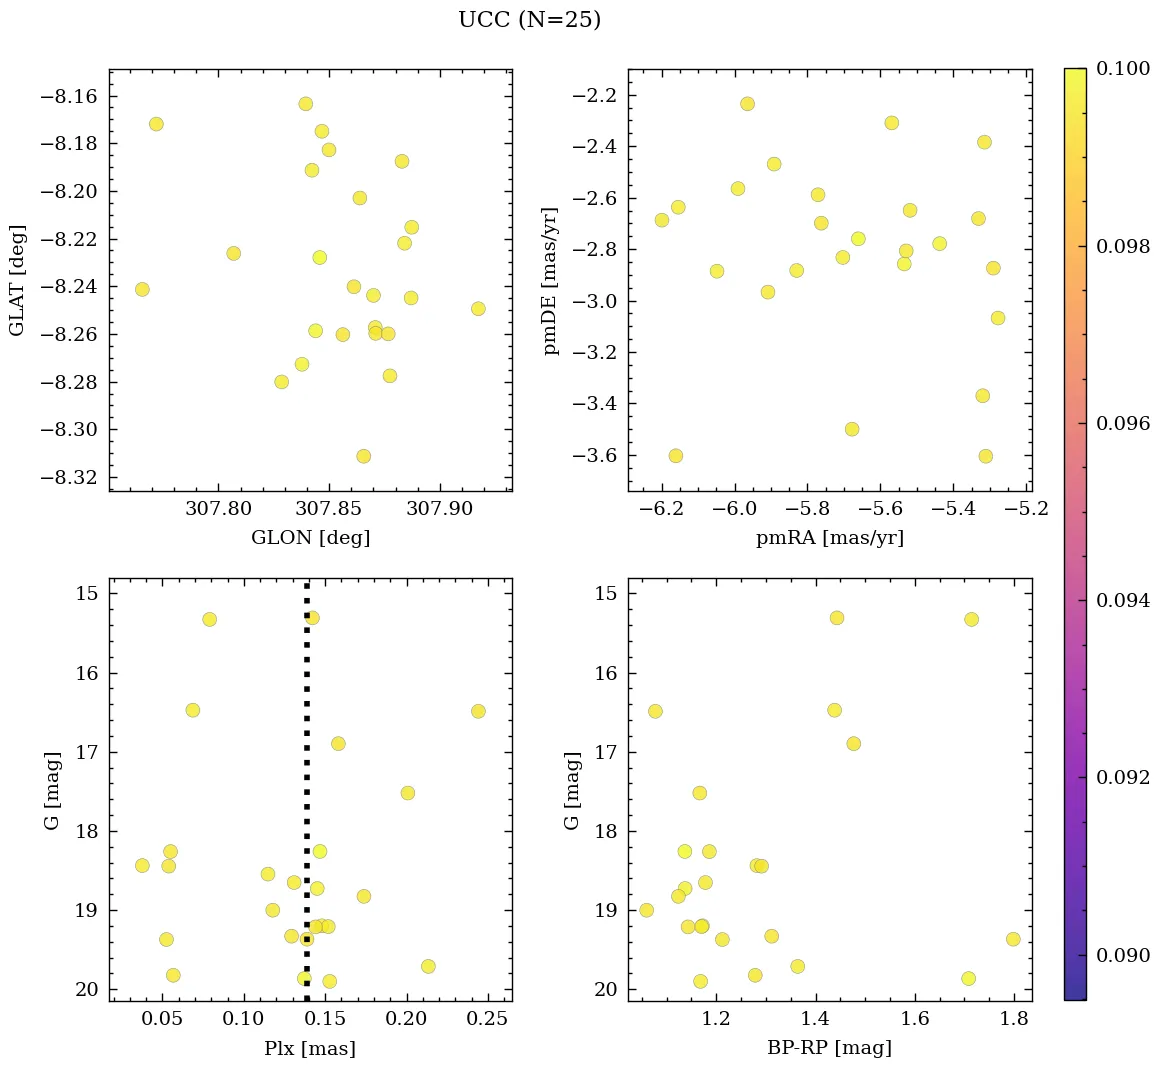 UCC (N=25)
−8.16
−8.18
−8.20
−8.22
−8.24
−8.26
−8.28
−8.30
−8.32
GLAT [deg]
307.80 307.85 307.90
GLON [deg]
−2.2
−2.4
−2.6
−2.8
−3.0
−3.2
−3.4
−3.6
pmDE [mas/yr]
−6.2 −6.0 −5.8 −5.6 −5.4 −5.2
pmRA [mas/yr]
15
16
17
18
19
20
G [mag]
0.05 0.10 0.15 0.20 0.25
Plx [mas]
15
16
17
18
19
20
G [mag]
1.2 1.4 1.6 1.8
BP-RP [mag]
0.100
0.098
0.096
0.094
0.092
0.090